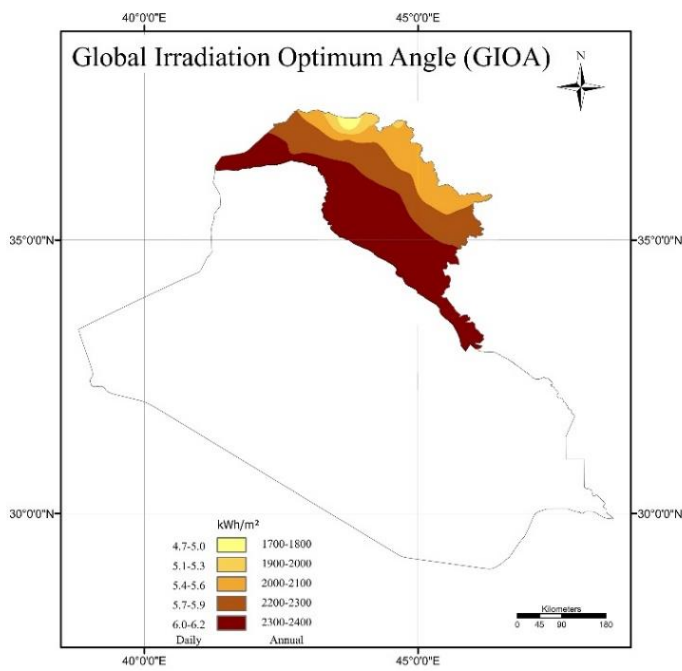 40°0'0"E 45°0'0"E
Global Irradiation Optimum Angle (GIOA)
N
35°0'0"N 35°0'0"N
30°0'0"N 30°0'0"N
kWh/m²
4.7-5.0 1700-1800
5.1-5.3 1900-2000
5.4-5.6 2000-2100
5.7-5.9 2200-2300
6.0-6.2 2300-2400
Daily Annual
Kilometers
0 45 90 180
40°0'0"E 45°0'0"E